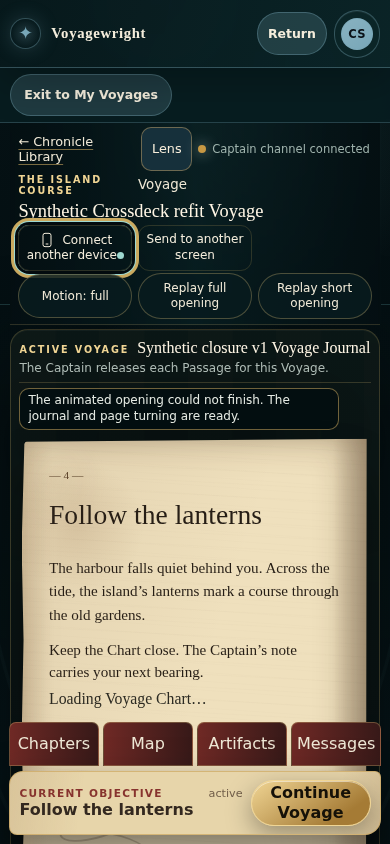 Voyagewright
Return
CS
Exit to My Voyages
← Chronicle
Library
Lens
Captain channel connected
THE ISLAND
COURSE
Voyage
Synthetic Crossdeck refit Voyage
Connect
another device
Send to another
screen
Motion: full
Replay full
opening
Replay short
opening
ACTIVE VOYAGE Synthetic closure v1 Voyage Journal
The Captain releases each Passage for this Voyage.
The animated opening could not finish. The
journal and page turning are ready.
— 4 —
Follow the lanterns
The harbour falls quiet behind you. Across the
tide, the island’s lanterns mark a course through
the old gardens.
Keep the Chart close. The Captain’s note
carries your next bearing.
Loading Voyage Chart…
Chapters
Map
Artifacts
Messages
CURRENT OBJECTIVE
Follow the lanterns
active
Continue
Voyage